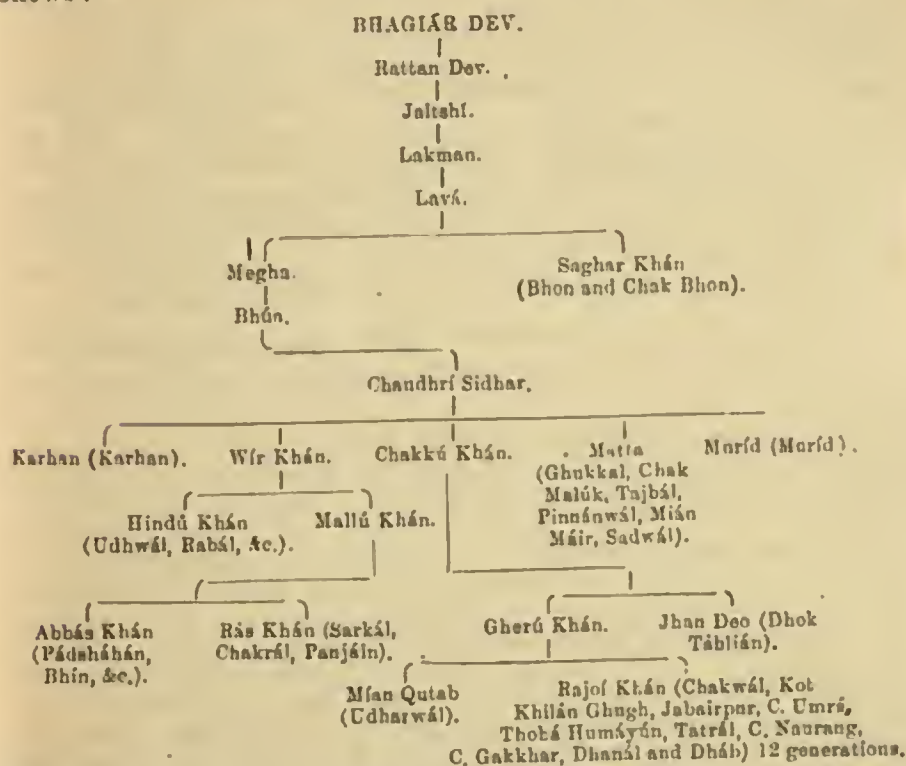 BHAGIÁR DEV.
Rattan Dev.
Jaitshí.
Lakman.
Lavá.
Megha.
Saghar Khán
(Bhon and Chak Bhon).
Bhún.
Chaudhrí Sidhar.
Karhan (Karhan).
Wír Khán.
Chakkú Khán.
Matta
(Ghukkal, Chak
Malúk, Tajbál,
Pinnánwál, Mián
Máir, Sadwál).
Muríd (Muríd).
Hindú Khán
(Udhwál, Rabál, &c.).
Mallú Khán.
Abbás Khán
(Pádsháhán,
Bhín, &c.).
Rás Khán (Sarkál,
Chakrál, Panjáin).
Gherú Khán.
Jhan Deo (Dhok
Táblián).
Mían Qutab
(Udharwál).
Rajoí Khán (Chakwál, Kot
Khilán Ghugh, Jabairpur, C. Umrá,
Thobá Humáyún, Tatrál, C. Naurang,
C. Gakkhar, Dhanál and Dháb) 12 generations.